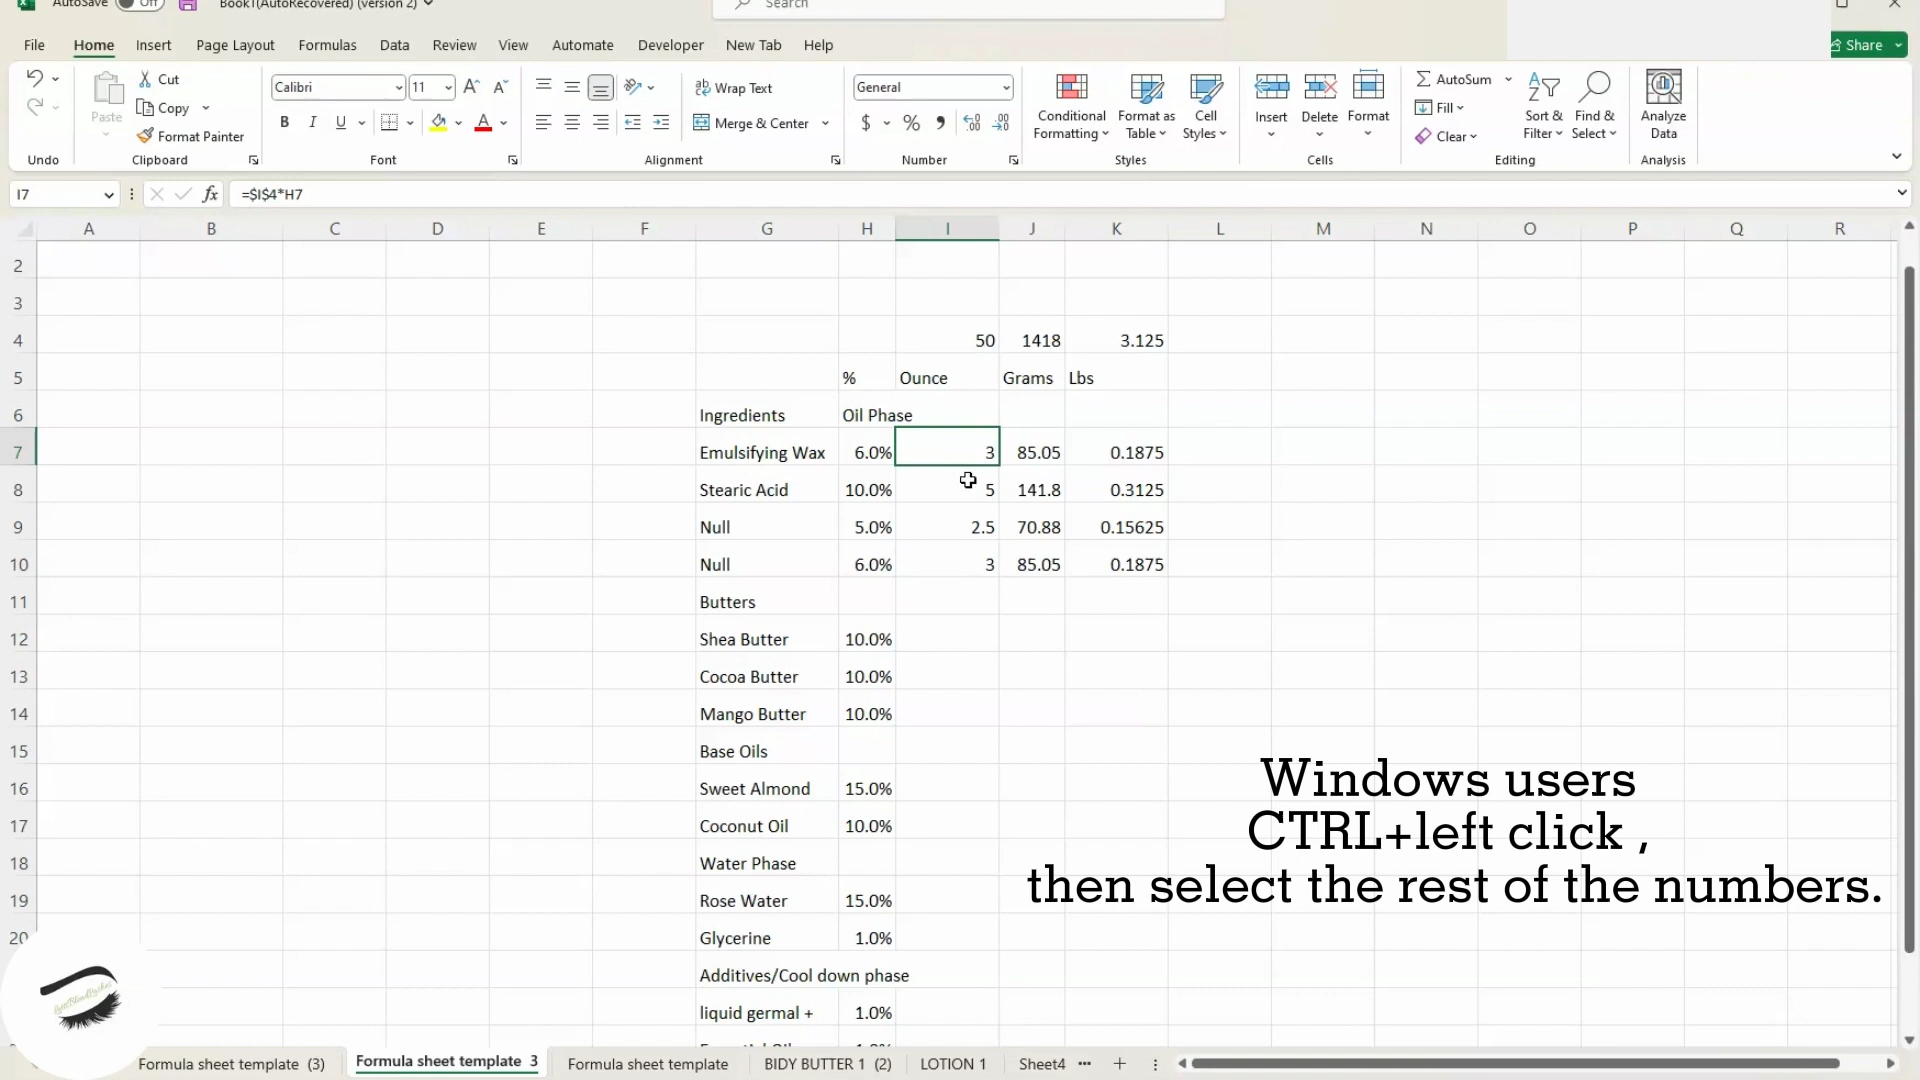 AutoSave Off Book1(AutoRecovered) (version 2) Search
File Home Insert Page Layout Formulas Data Review View Automate Developer New Tab Help Share
Cut
Copy
Paste
Format Painter
Calibri 11
B I U
Wrap Text
Merge & Center
General
$ % ,
Conditional Formatting
Format as Table
Cell Styles
Insert Delete Format
AutoSum
Fill
Clear
Sort & Filter
Find & Select
Analyze Data
Undo Clipboard Font Alignment Number Styles Cells Editing Analysis
I7 fx =$I$4*H7
A B C D E F G H I J K L M N O P Q R
2
3
4 50 1418 3.125
5 % Ounce Grams Lbs
6 Ingredients Oil Phase
7 Emulsifying Wax 6.0% 3 85.05 0.1875
8 Stearic Acid 10.0% 5 141.8 0.3125
9 Null 5.0% 2.5 70.88 0.15625
10 Null 6.0% 3 85.05 0.1875
11 Butters
12 Shea Butter 10.0%
13 Cocoa Butter 10.0%
14 Mango Butter 10.0%
15 Base Oils
16 Sweet Almond 15.0%
17 Coconut Oil 10.0%
18 Water Phase
19 Rose Water 15.0%
20 Glycerine 1.0%
Additives/Cool down phase
liquid germal + 1.0%
Windows users
CTRL+left click ,
then select the rest of the numbers.
Formula sheet template (3) Formula sheet template 3 Formula sheet template BIDY BUTTER 1 (2) LOTION 1 Sheet4 ...